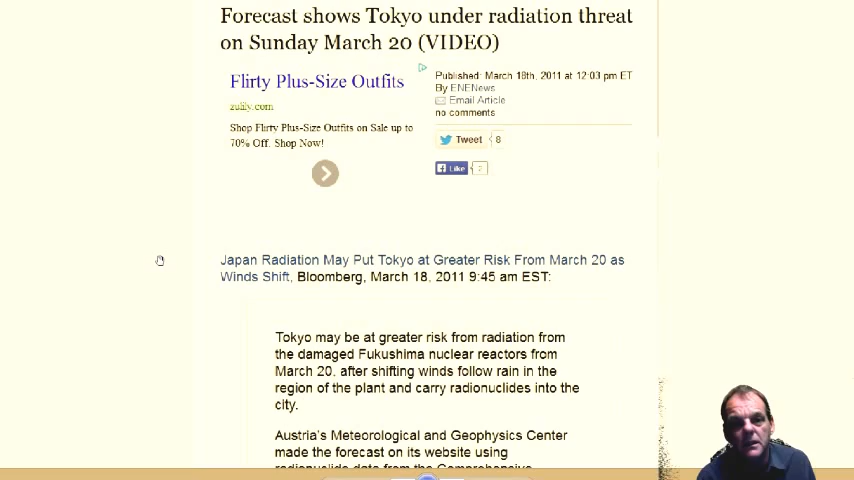 Forecast shows Tokyo under radiation threat
on Sunday March 20 (VIDEO)
Flirty Plus-Size Outfits
zulily.com
Shop Flirty Plus-Size Outfits on Sale up to
70% Off. Shop Now!
Published: March 18th, 2011 at 12:03 pm ET
By ENENews
Email Article
no comments
Tweet 8
Like 2
Japan Radiation May Put Tokyo at Greater Risk From March 20 as
Winds Shift, Bloomberg, March 18, 2011 9:45 am EST:
Tokyo may be at greater risk from radiation from
the damaged Fukushima nuclear reactors from
March 20, after shifting winds follow rain in the
region of the plant and carry radionuclides into the
city.
Austria's Meteorological and Geophysics Center
made the forecast on its website using
radionuclide data from the Comprehensive